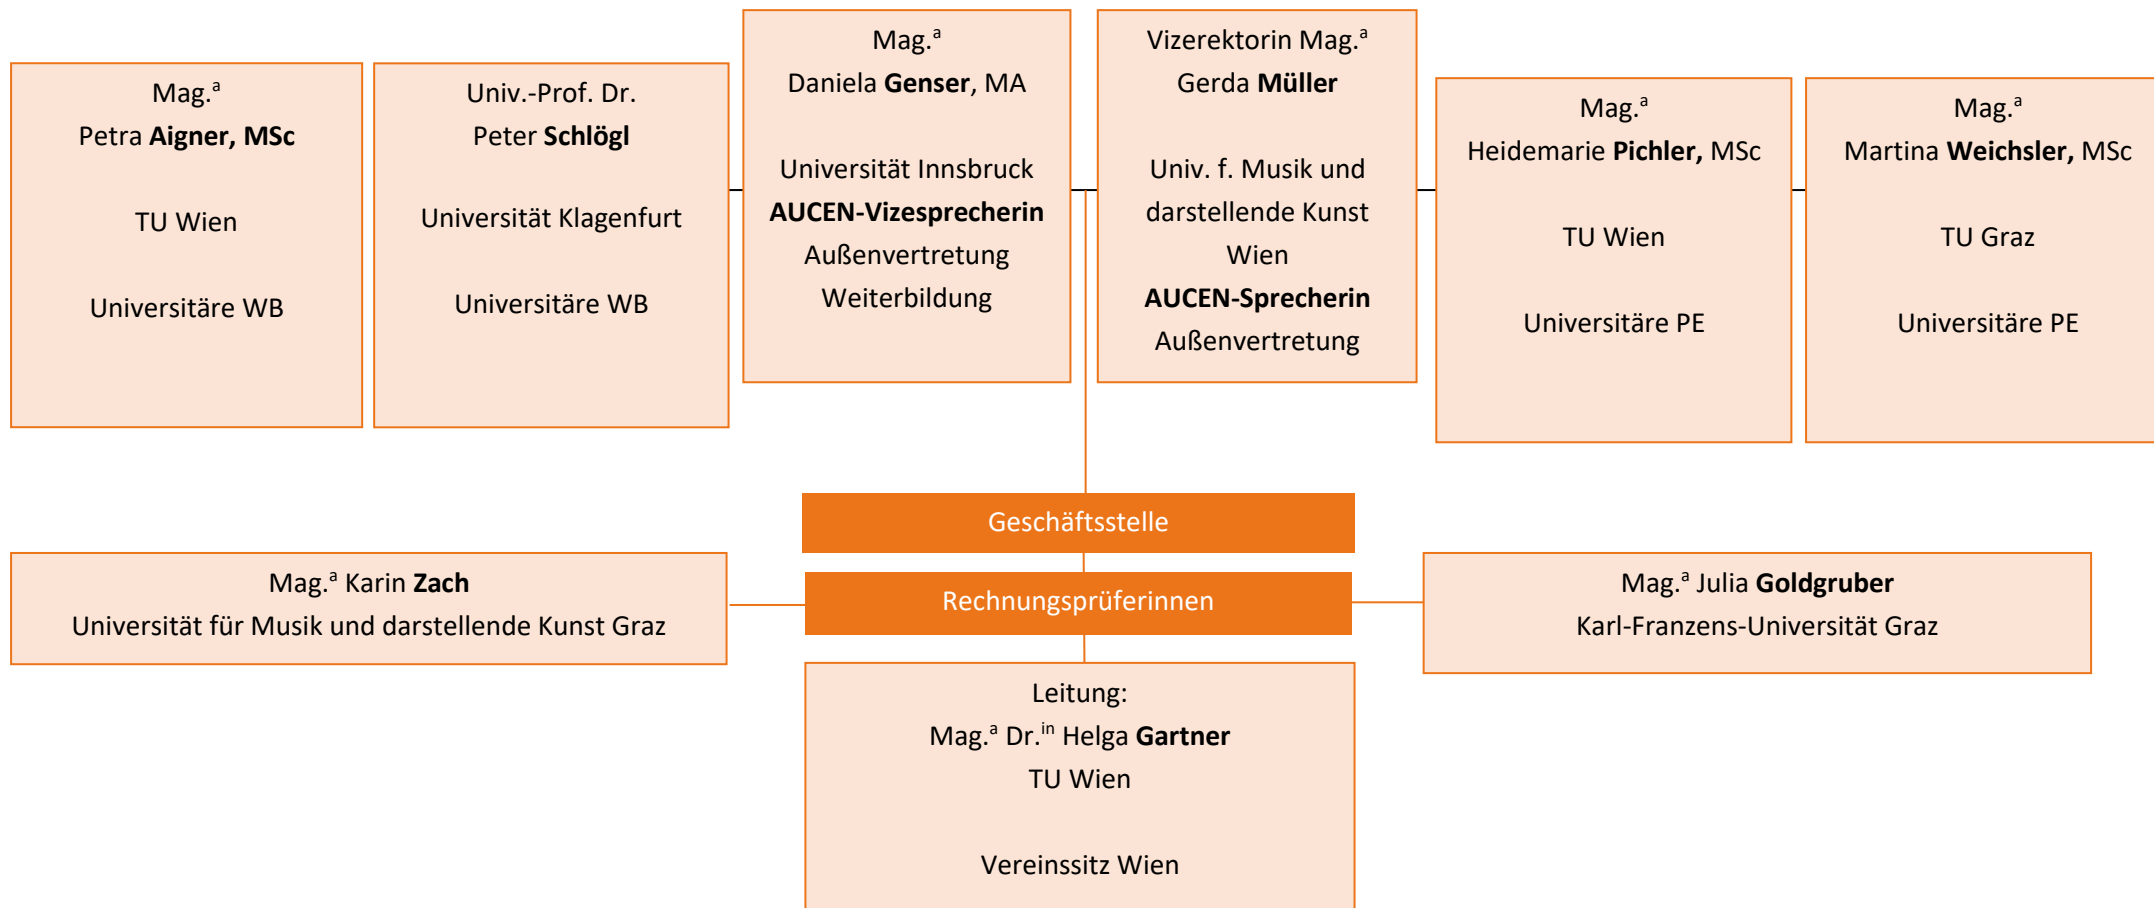 Mag.ª
Petra Aigner, MSc
TU Wien
Universitäre WB
Univ.-Prof. Dr.
Peter Schlögl
Universität Klagenfurt
Universitäre WB
Mag.ª
Daniela Genser, MA
Universität Innsbruck
AUCEN-Vizesprecherin
Außenvertretung
Weiterbildung
Vizerektorin Mag.ª
Gerda Müller
Univ. f. Musik und
darstellende Kunst
Wien
AUCEN-Sprecherin
Außenvertretung
Mag.ª
Heidemarie Pichler, MSc
TU Wien
Universitäre PE
Mag.ª
Martina Weichsler, MSc
TU Graz
Universitäre PE
Geschäftsstelle
Mag.ª Karin Zach
Universität für Musik und darstellende Kunst Graz
Rechnungsprüferinnen
Mag.ª Julia Goldgruber
Karl-Franzens-Universität Graz
Leitung:
Mag.ª Dr.ⁱⁿ Helga Gartner
TU Wien
Vereinssitz Wien